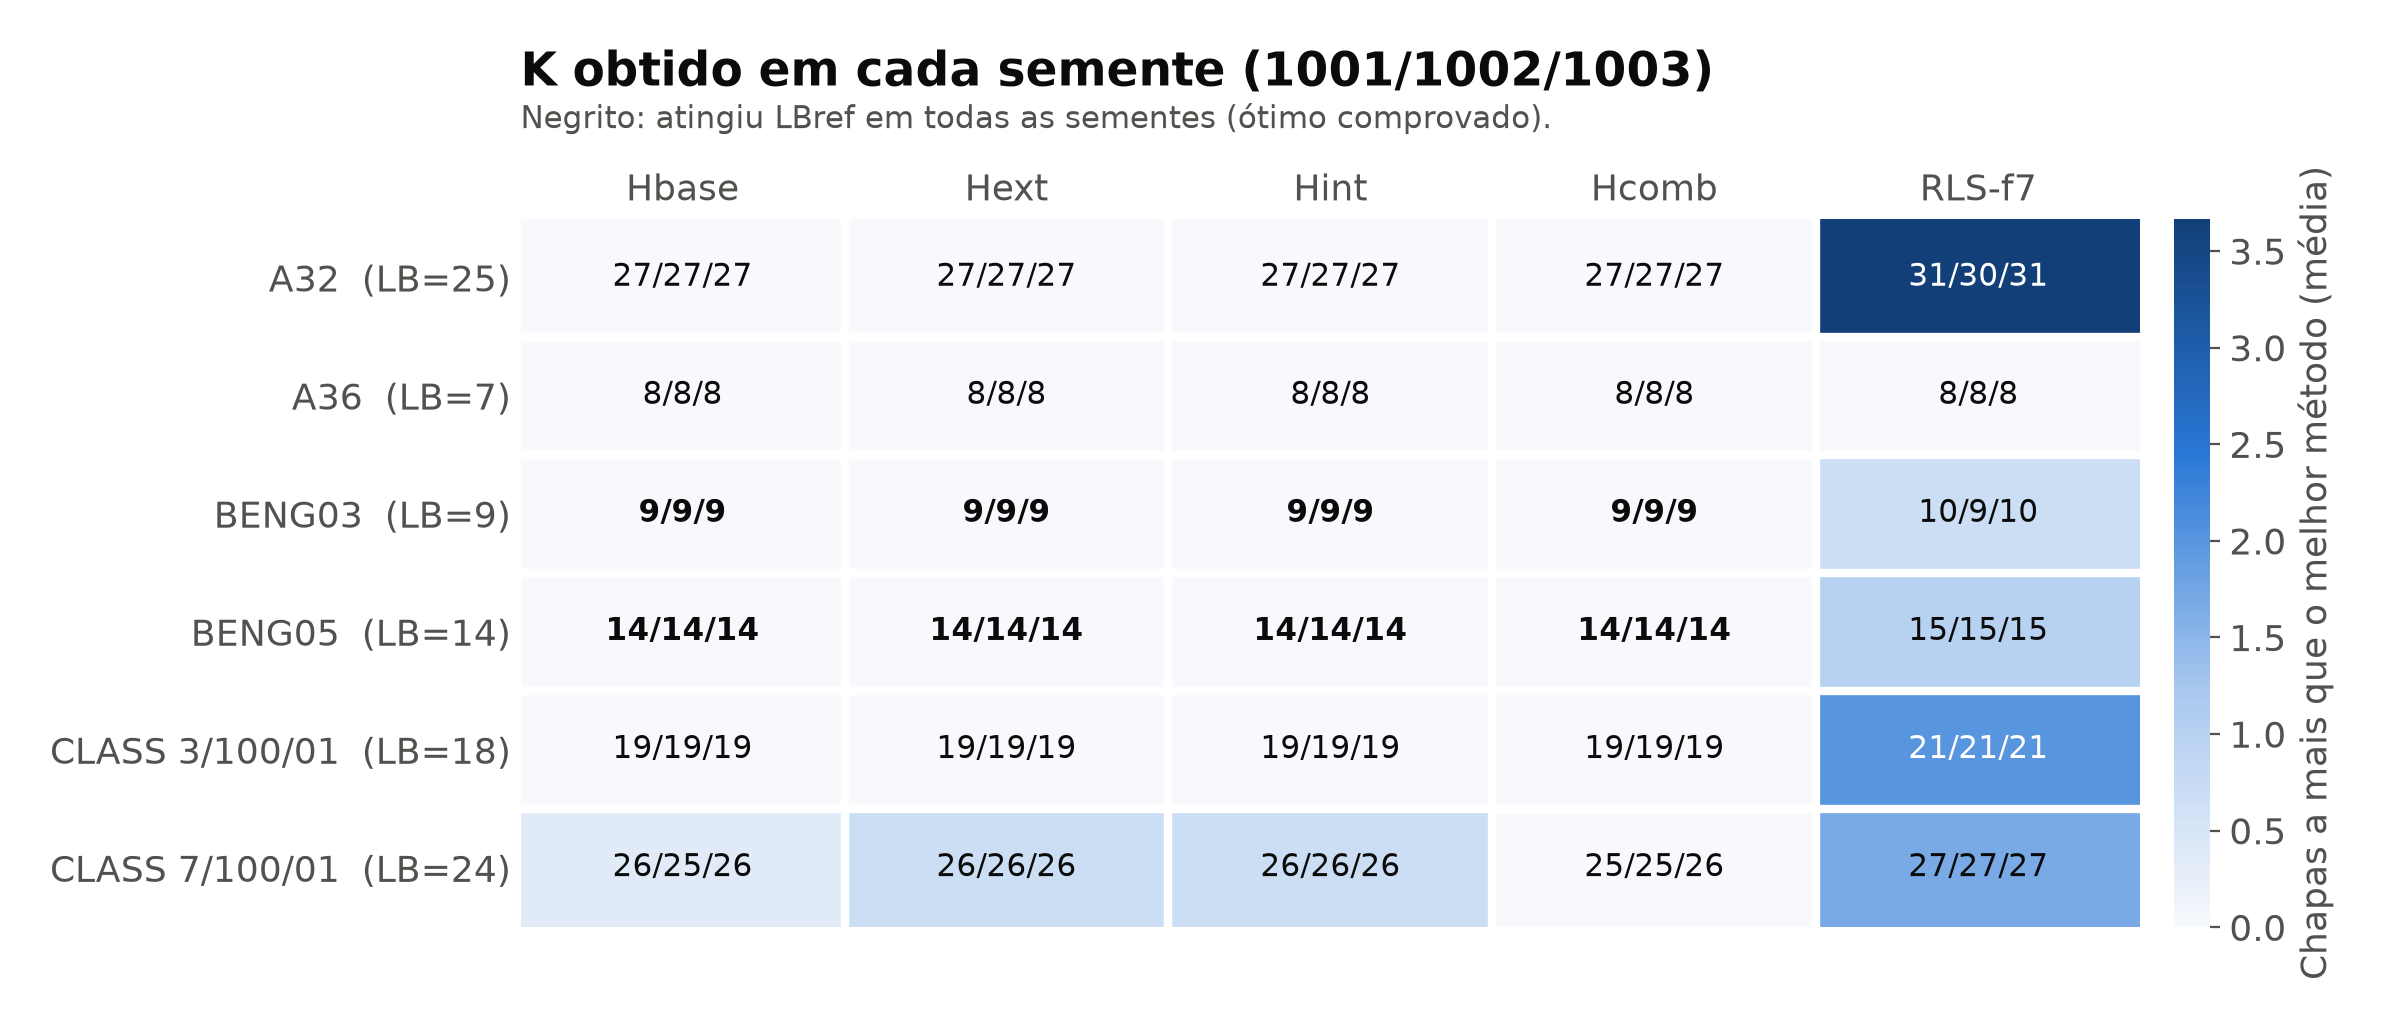 K obtido em cada semente (1001/1002/1003)
Negrito: atingiu LBref em todas as sementes (ótimo comprovado).
Hbase Hext Hint Hcomb RLS-f7
A32 (LB=25) 27/27/27 27/27/27 27/27/27 27/27/27 31/30/31
A36 (LB=7) 8/8/8 8/8/8 8/8/8 8/8/8 8/8/8
BENG03 (LB=9) 9/9/9 9/9/9 9/9/9 9/9/9 10/9/10
BENG05 (LB=14) 14/14/14 14/14/14 14/14/14 14/14/14 15/15/15
CLASS 3/100/01 (LB=18) 19/19/19 19/19/19 19/19/19 19/19/19 21/21/21
CLASS 7/100/01 (LB=24) 26/25/26 26/26/26 26/26/26 25/25/26 27/27/27
3.5
3.0
2.5
2.0
1.5
1.0
0.5
0.0
Chapas a mais que o melhor método (média)